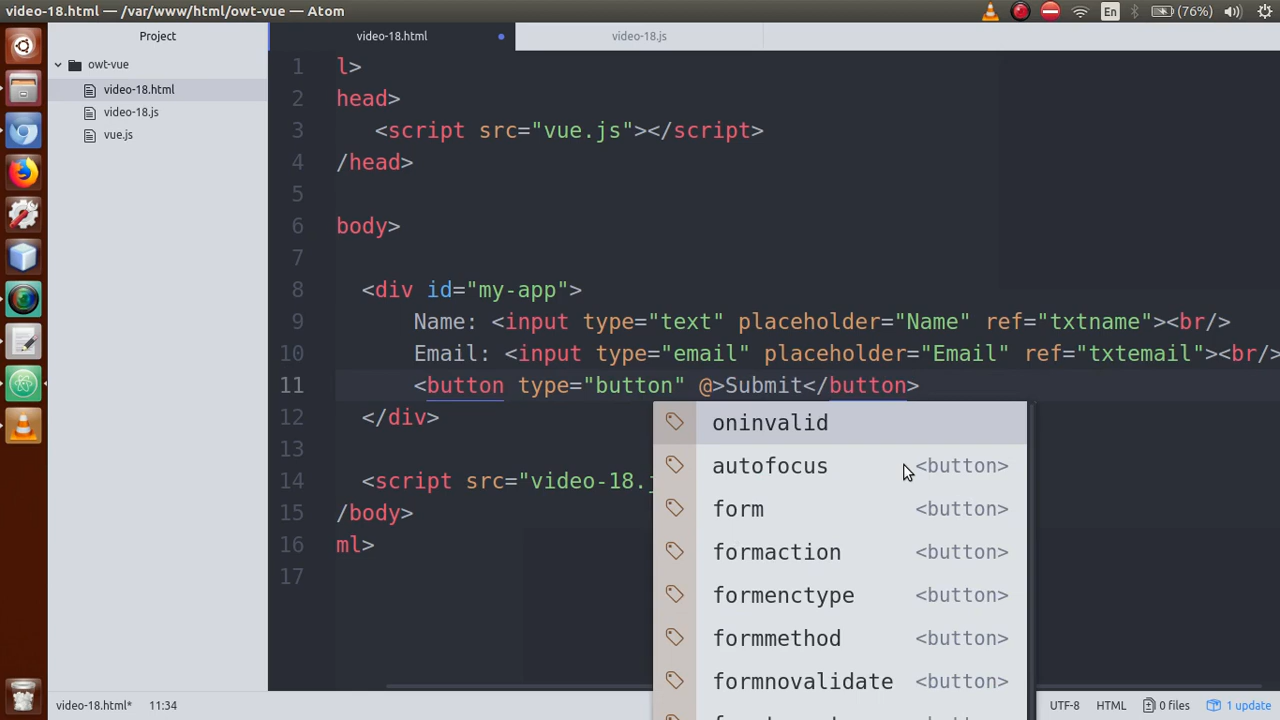 video-18.html — /var/www/html/owt-vue — Atom
En
(76%)
Project
video-18.html
video-18.js
owt-vue
video-18.html
video-18.js
vue.js
1 l>
2 head>
3 <script src="vue.js"></script>
4 /head>
5
6 body>
7
8 <div id="my-app">
9 Name: <input type="text" placeholder="Name" ref="txtname"><br/>
10 Email: <input type="email" placeholder="Email" ref="txtemail"><br/>
11 <button type="button" @>Submit</button>
12 </div>
13
14 <script src="video-18.j
15 /body>
16 ml>
17
oninvalid
autofocus <button>
form <button>
formaction <button>
formenctype <button>
formmethod <button>
formnovalidate <button>
video-18.html* 11:34
UTF-8 HTML 0 files 1 update